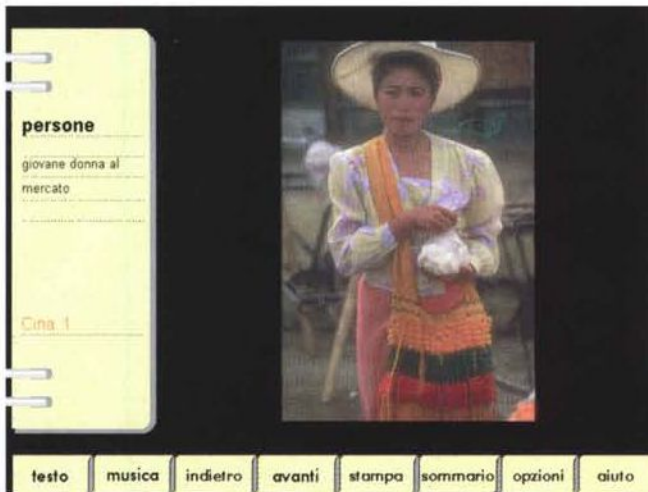 persone
giovane donna al
mercato
Cina 1
testo
musica
indietro
avanti
stampa
sommario
opzioni
aiuto